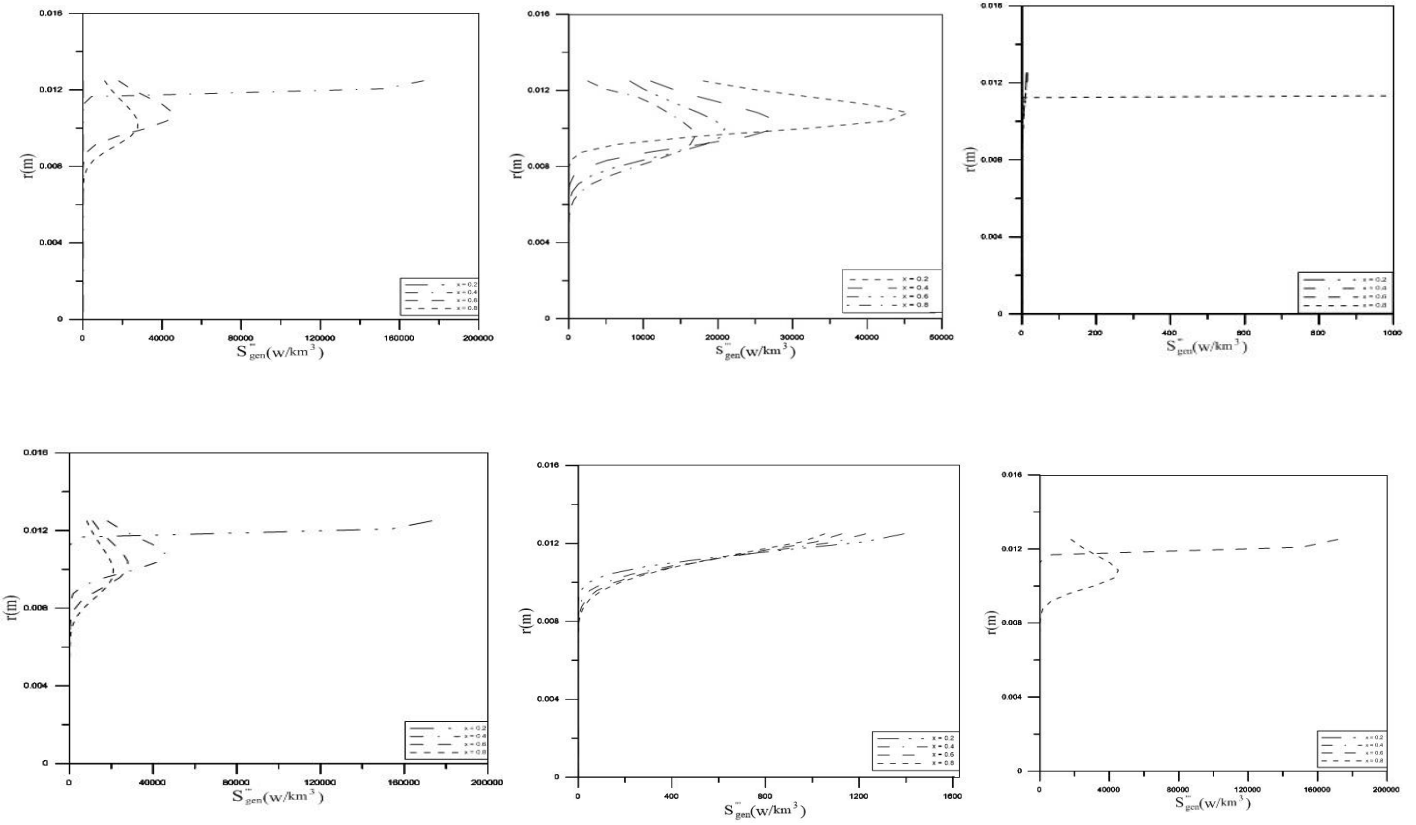 0.016
0.012
0.008
0.004
0
r(m)
0 40000 80000 120000 160000 200000
S‴gen(w/km³)
x = 0.2
x = 0.4
x = 0.6
x = 0.8
0.016
0.012
0.008
0.004
0
r(m)
0 10000 20000 30000 40000 50000
S‴gen(w/km³)
x = 0.2
x = 0.4
x = 0.6
x = 0.8
0.016
0.012
0.008
0.004
0
r(m)
0 200 400 600 800 1000
S‴gen(w/km³)
x = 0.2
x = 0.4
x = 0.6
x = 0.8
0.016
0.012
0.008
0.004
0
r(m)
0 40000 80000 120000 160000 200000
S‴gen(w/km³)
x = 0.2
x = 0.4
x = 0.6
x = 0.8
0.016
0.012
0.008
0.004
0
r(m)
0 400 800 1200 1600
S‴gen(w/km³)
x = 0.2
x = 0.4
x = 0.6
x = 0.8
0.016
0.012
0.008
0.004
0
r(m)
0 40000 80000 120000 160000 200000
S‴gen(w/km³)
x = 0.2
x = 0.4
x = 0.6
x = 0.8